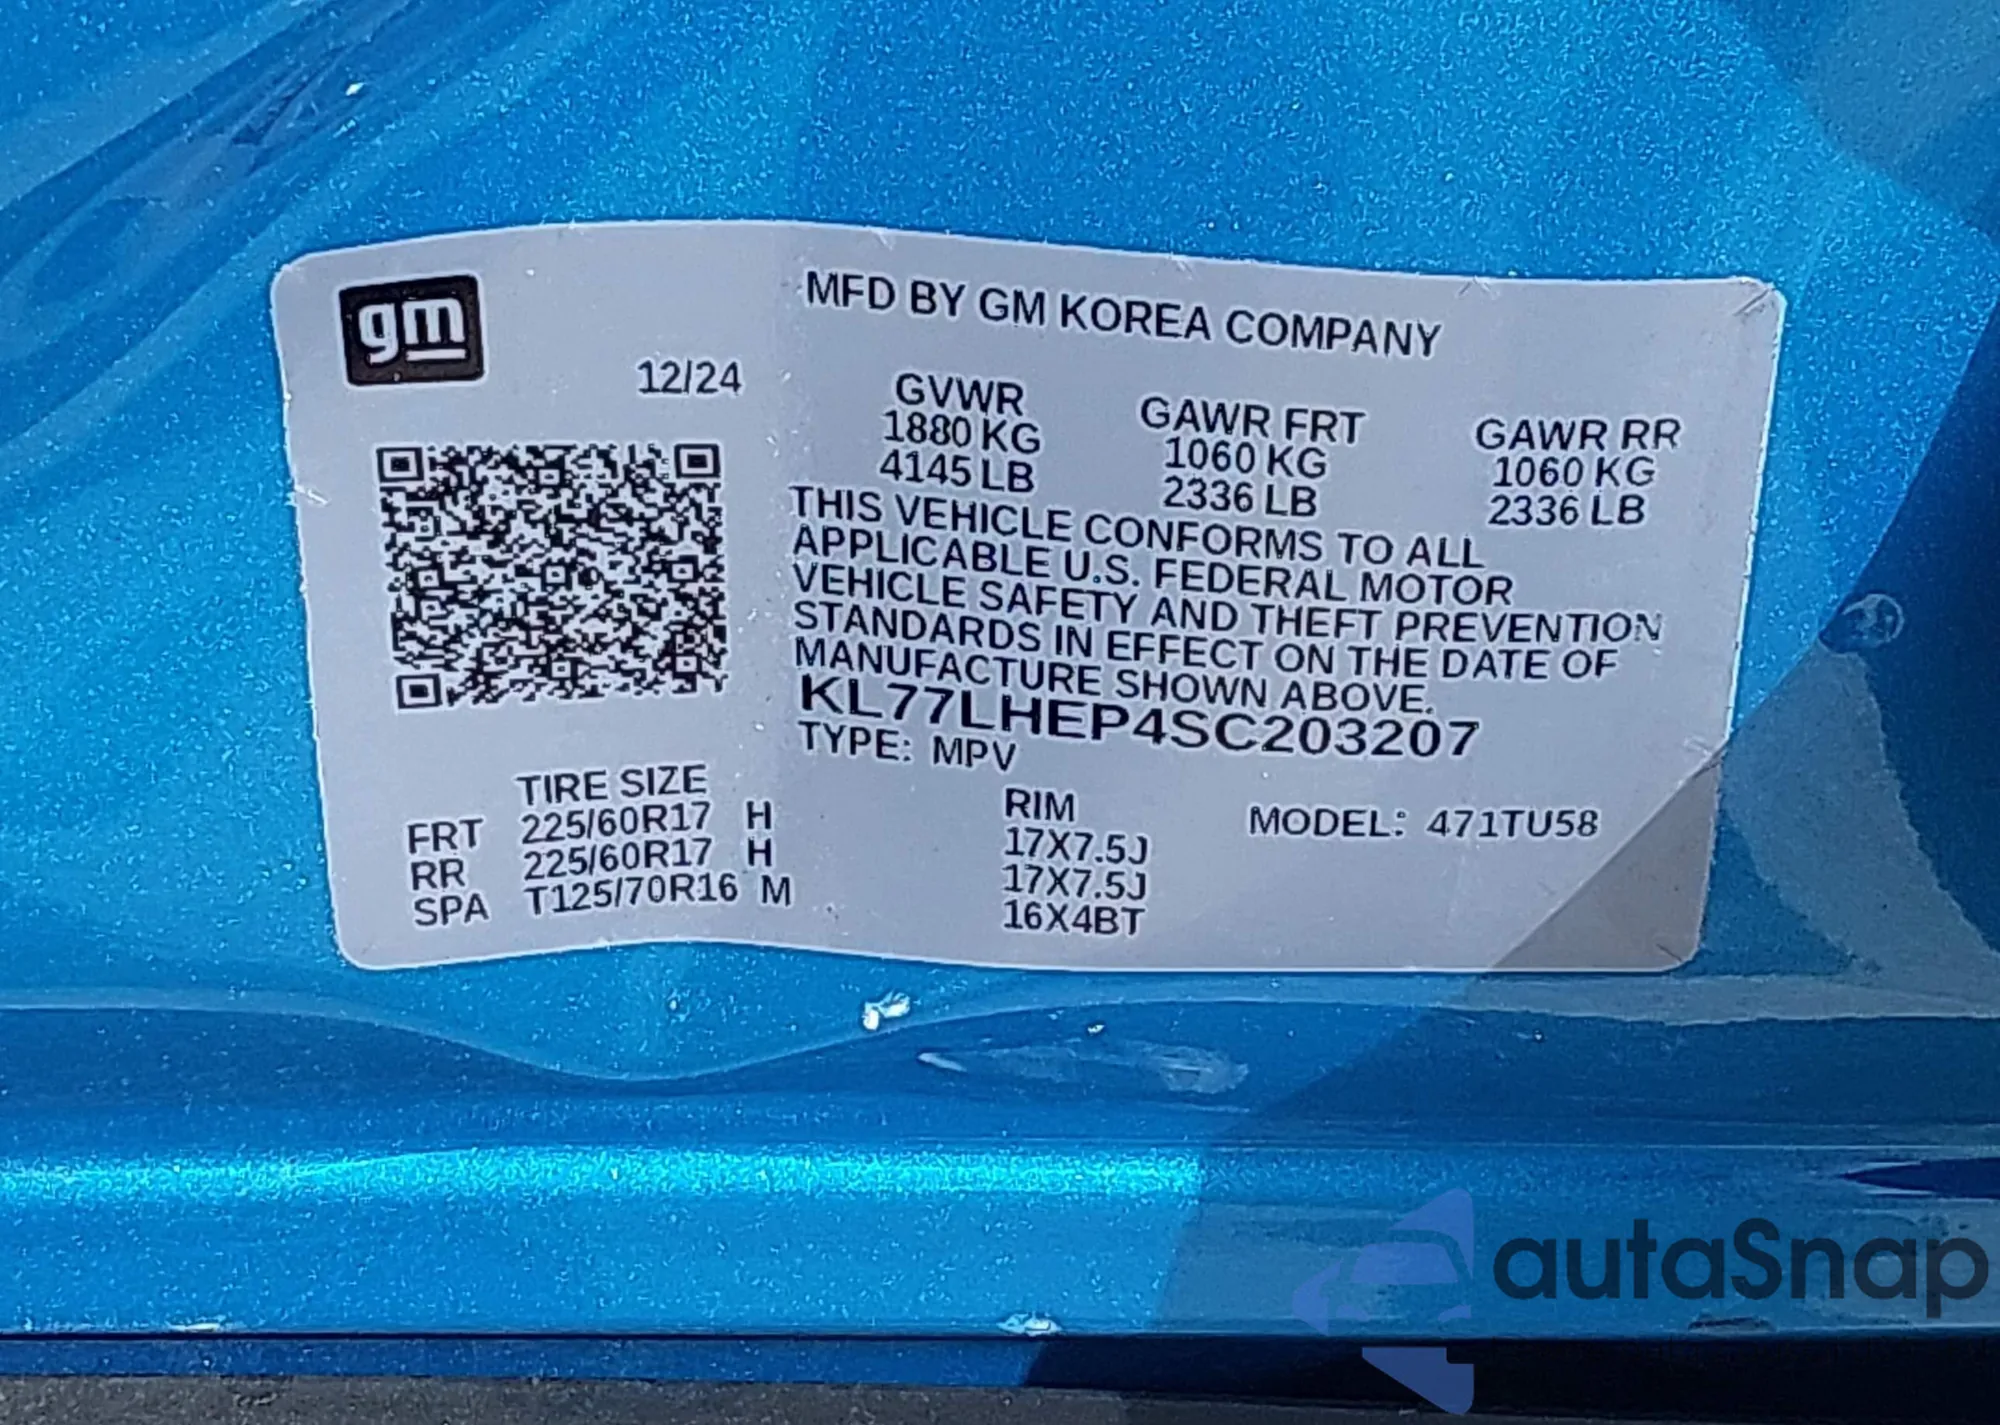 gm
MFD BY GM KOREA COMPANY
12/24
GVWR GAWR FRT GAWR RR
1880 KG 1060 KG 1060 KG
4145 LB 2336 LB 2336 LB
THIS VEHICLE CONFORMS TO ALL
APPLICABLE U.S. FEDERAL MOTOR
VEHICLE SAFETY AND THEFT PREVENTION
STANDARDS IN EFFECT ON THE DATE OF
MANUFACTURE SHOWN ABOVE.
KL77LHEP4SC203207
TYPE: MPV
TIRE SIZE RIM MODEL: 471TU58
FRT 225/60R17 H 17X7.5J
RR 225/60R17 H 17X7.5J
SPA T125/70R16 M 16X4BT
autaSnap